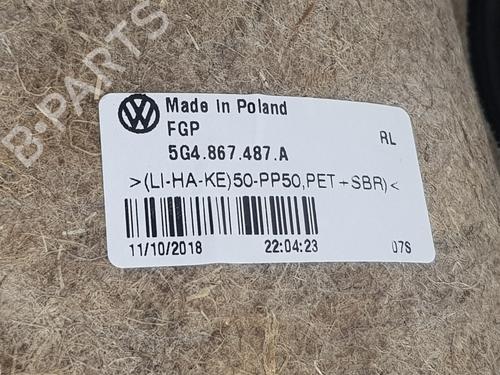 B-PARTS
Made in Poland
FGP
RL
5G4.867.487.A
>(LI-HA-KE)50-PP50,PET+SBR)<
11/10/2018 22:04:23 07S